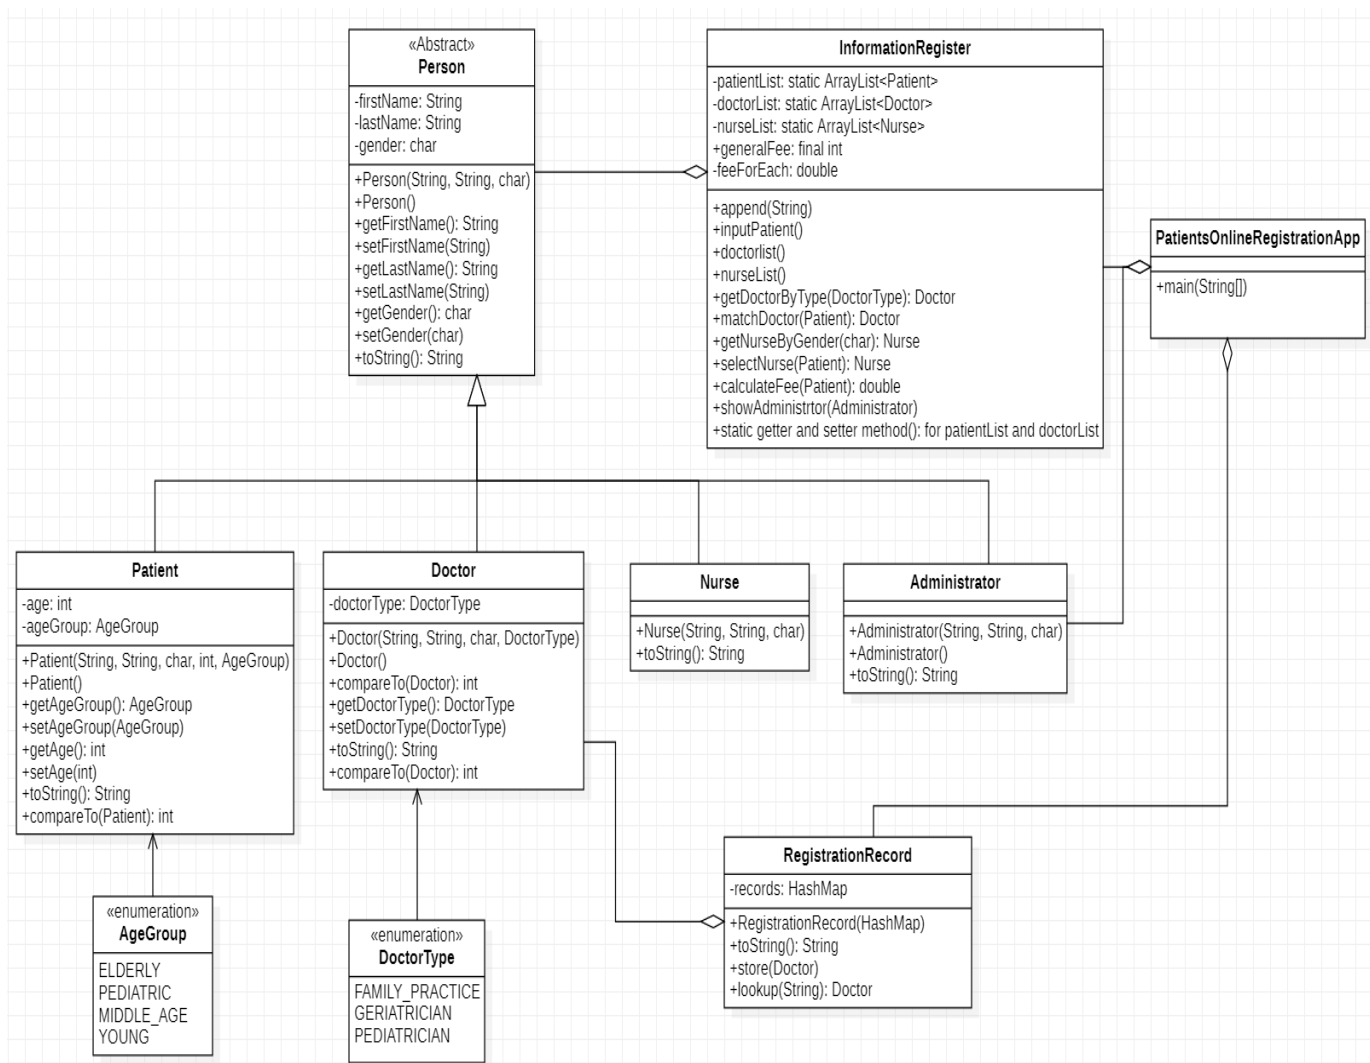 «Abstract»
Person
-firstName: String
-lastName: String
-gender: char
+Person(String, String, char)
+Person()
+getFirstName(): String
+setFirstName(String)
+getLastName(): String
+setLastName(String)
+getGender(): char
+setGender(char)
+toString(): String
InformationRegister
-patientList: static ArrayList<Patient>
-doctorList: static ArrayList<Doctor>
-nurseList: static ArrayList<Nurse>
+generalFee: final int
-feeForEach: double
+append(String)
+inputPatient()
+doctorlist()
+nurseList()
+getDoctorByType(DoctorType): Doctor
+matchDoctor(Patient): Doctor
+getNurseByGender(char): Nurse
+selectNurse(Patient): Nurse
+calculateFee(Patient): double
+showAdministrtor(Administrator)
+static getter and setter method(): for patientList and doctorList
PatientsOnlineRegistrationApp
+main(String[])
Patient
-age: int
-ageGroup: AgeGroup
+Patient(String, String, char, int, AgeGroup)
+Patient()
+getAgeGroup(): AgeGroup
+setAgeGroup(AgeGroup)
+getAge(): int
+setAge(int)
+toString(): String
+compareTo(Patient): int
Doctor
-doctorType: DoctorType
+Doctor(String, String, char, DoctorType)
+Doctor()
+compareTo(Doctor): int
+getDoctorType(): DoctorType
+setDoctorType(DoctorType)
+toString(): String
+compareTo(Doctor): int
Nurse
+Nurse(String, String, char)
+toString(): String
Administrator
+Administrator(String, String, char)
+Administrator()
+toString(): String
«enumeration»
AgeGroup
ELDERLY
PEDIATRIC
MIDDLE_AGE
YOUNG
«enumeration»
DoctorType
FAMILY_PRACTICE
GERIATRICIAN
PEDIATRICIAN
RegistrationRecord
-records: HashMap
+RegistrationRecord(HashMap)
+toString(): String
+store(Doctor)
+lookup(String): Doctor